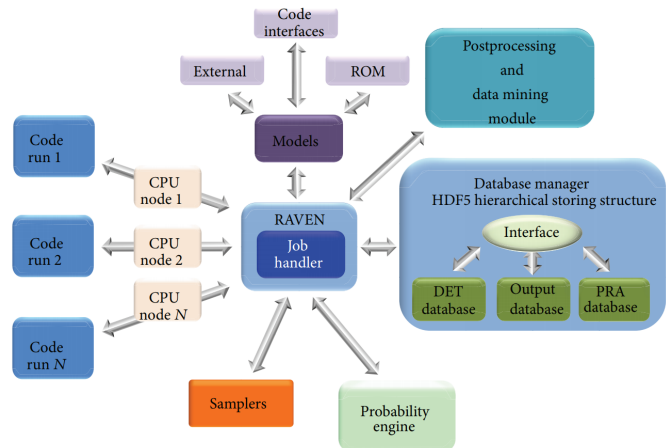 Code
interfaces
External
ROM
Models
Postprocessing
and
data mining
module
Code
run 1
CPU
node 1
Code
run 2
CPU
node 2
Code
run N
CPU
node N
RAVEN
Job
handler
Database manager
HDF5 hierarchical storing structure
Interface
DET
database
Output
database
PRA
database
Samplers
Probability
engine